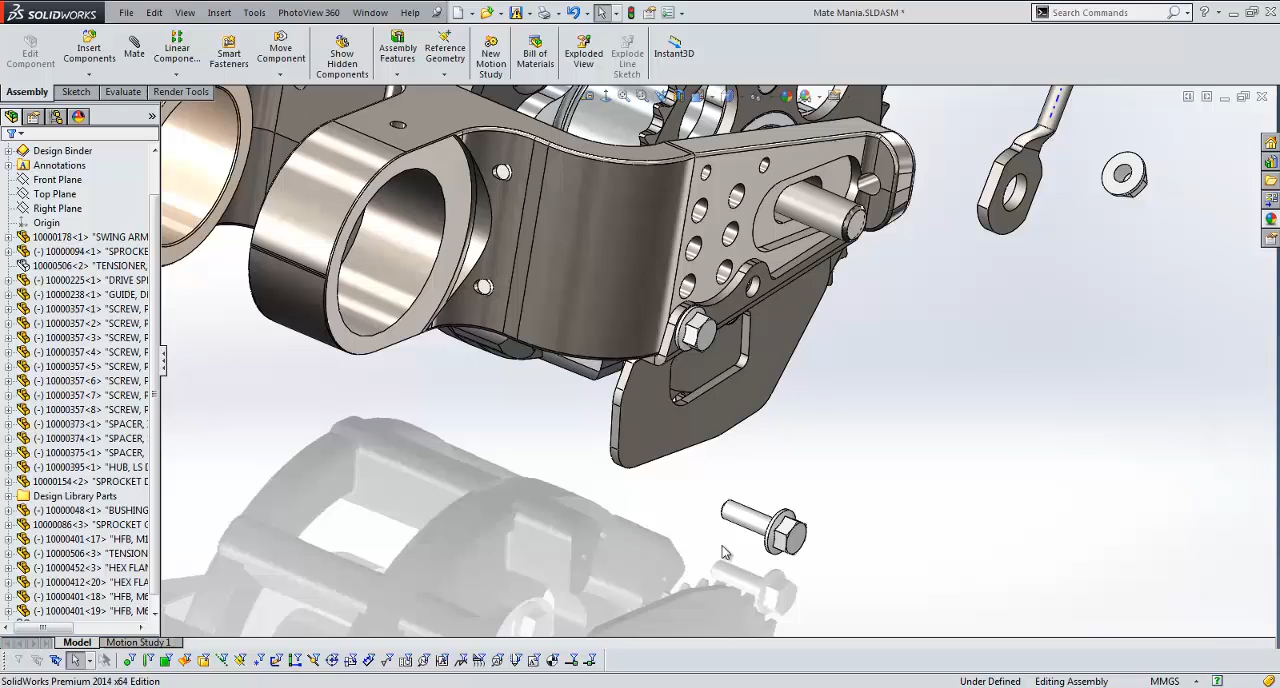 SOLIDWORKS File Edit View Insert Tools PhotoView 360 Window Help Mate Mania.SLDASM * Search Commands
Edit Component
Insert Components
Mate
Linear Compone...
Smart Fasteners
Move Component
Show Hidden Components
Assembly Features
Reference Geometry
New Motion Study
Bill of Materials
Exploded View
Explode Line Sketch
Instant3D
Assembly Sketch Evaluate Render Tools
Design Binder
Annotations
Front Plane
Top Plane
Right Plane
Origin
10000178<1> "SWING ARM
(-) 10000094<1> "SPROCKE
10000506<2> "TENSIONER,
(-) 10000225<1> "DRIVE SPI
(-) 10000238<1> "GUIDE, DI
(-) 10000357<1> "SCREW, F
(-) 10000357<2> "SCREW, F
(-) 10000357<3> "SCREW, F
(-) 10000357<4> "SCREW, F
(-) 10000357<5> "SCREW, F
(-) 10000357<6> "SCREW, F
(-) 10000357<7> "SCREW, F
(-) 10000357<8> "SCREW, F
(-) 10000373<1> "SPACER,
(-) 10000374<1> "SPACER,
(-) 10000375<1> "SPACER,
(-) 10000395<1> "HUB, LS D
10000154<2> "SPROCKET D
Design Library Parts
(-) 10000048<1> "BUSHING
10000086<3> "SPROCKET G
(-) 10000401<17> "HFB, M1
(-) 10000506<3> "TENSION
(-) 10000452<3> "HEX FLAN
(-) 10000412<20> "HEX FLA
(-) 10000401<18> "HFB, M6
(-) 10000401<19> "HFB, M6
Model Motion Study 1
SolidWorks Premium 2014 x64 Edition Under Defined Editing Assembly MMGS